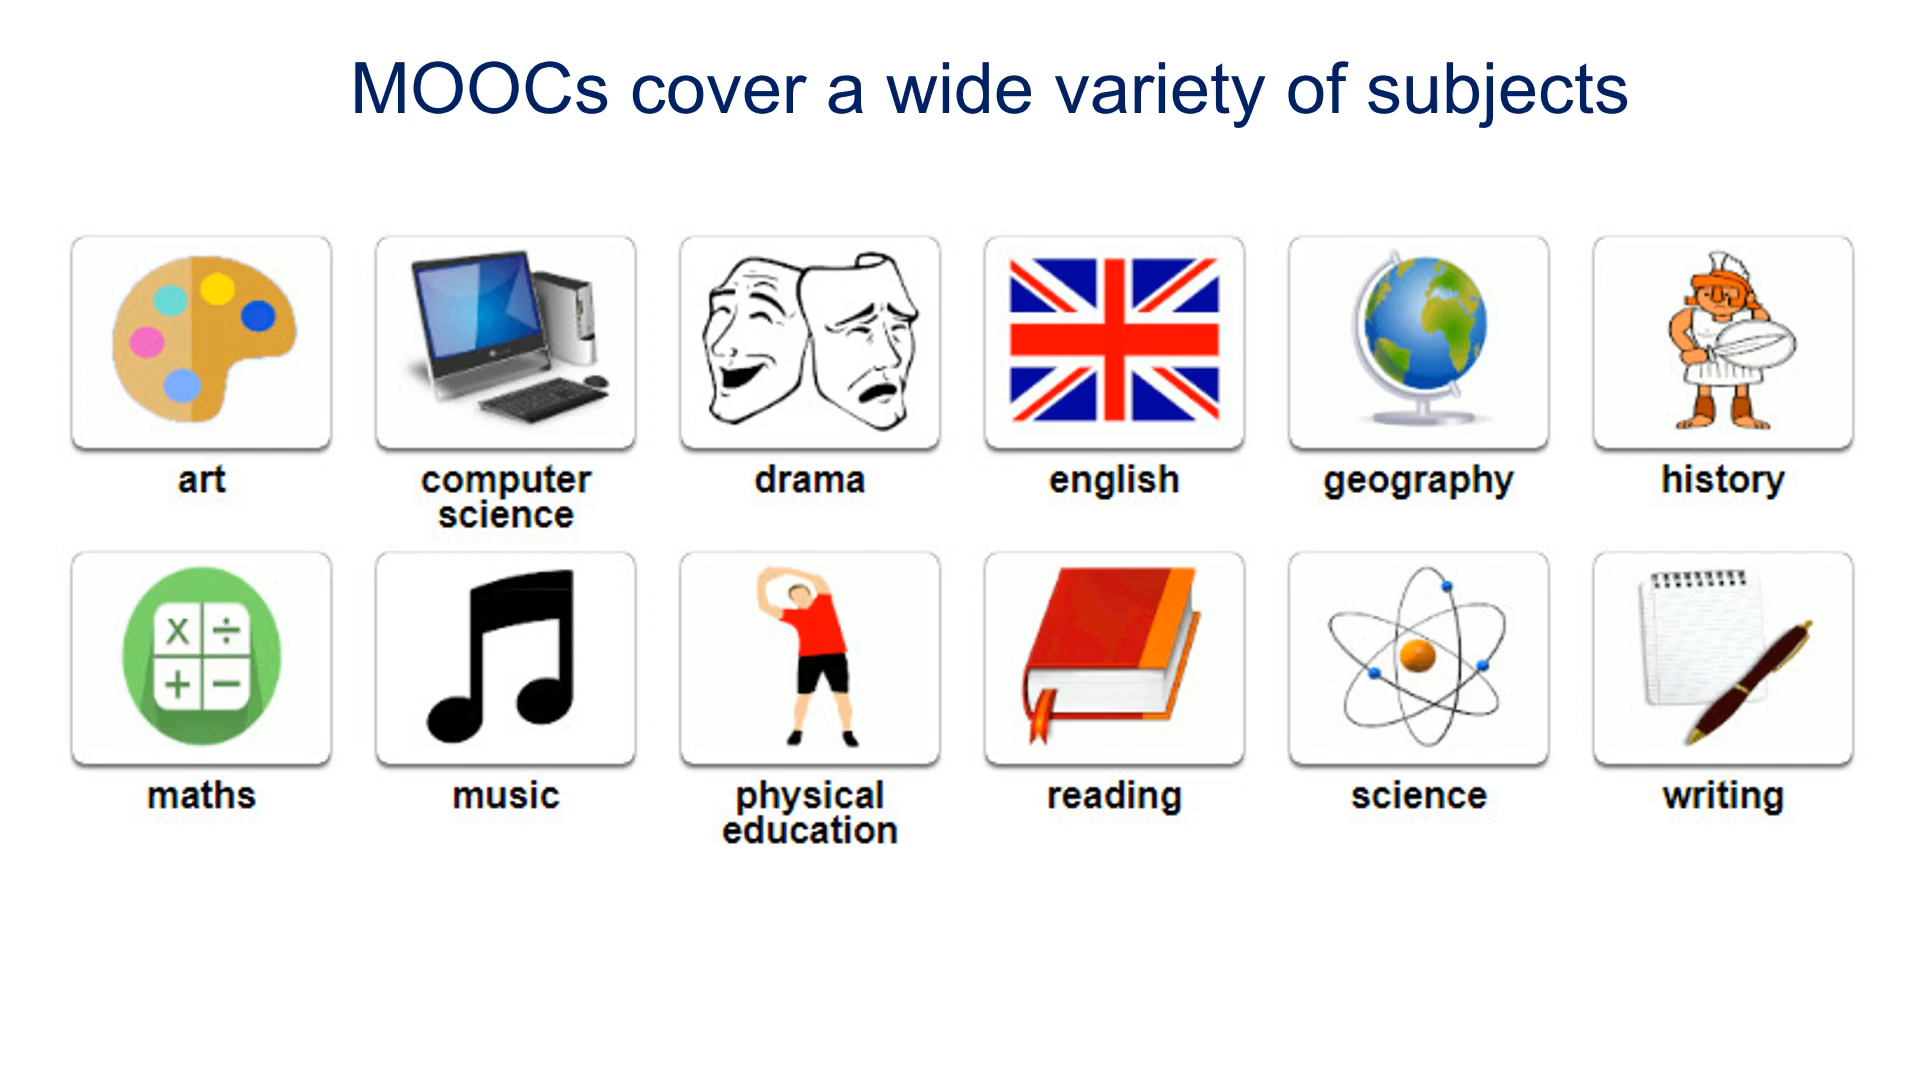 MOOCs cover a wide variety of subjects
art
computer
science
drama
english
geography
history
x ÷
+ −
maths
music
physical
education
reading
science
writing